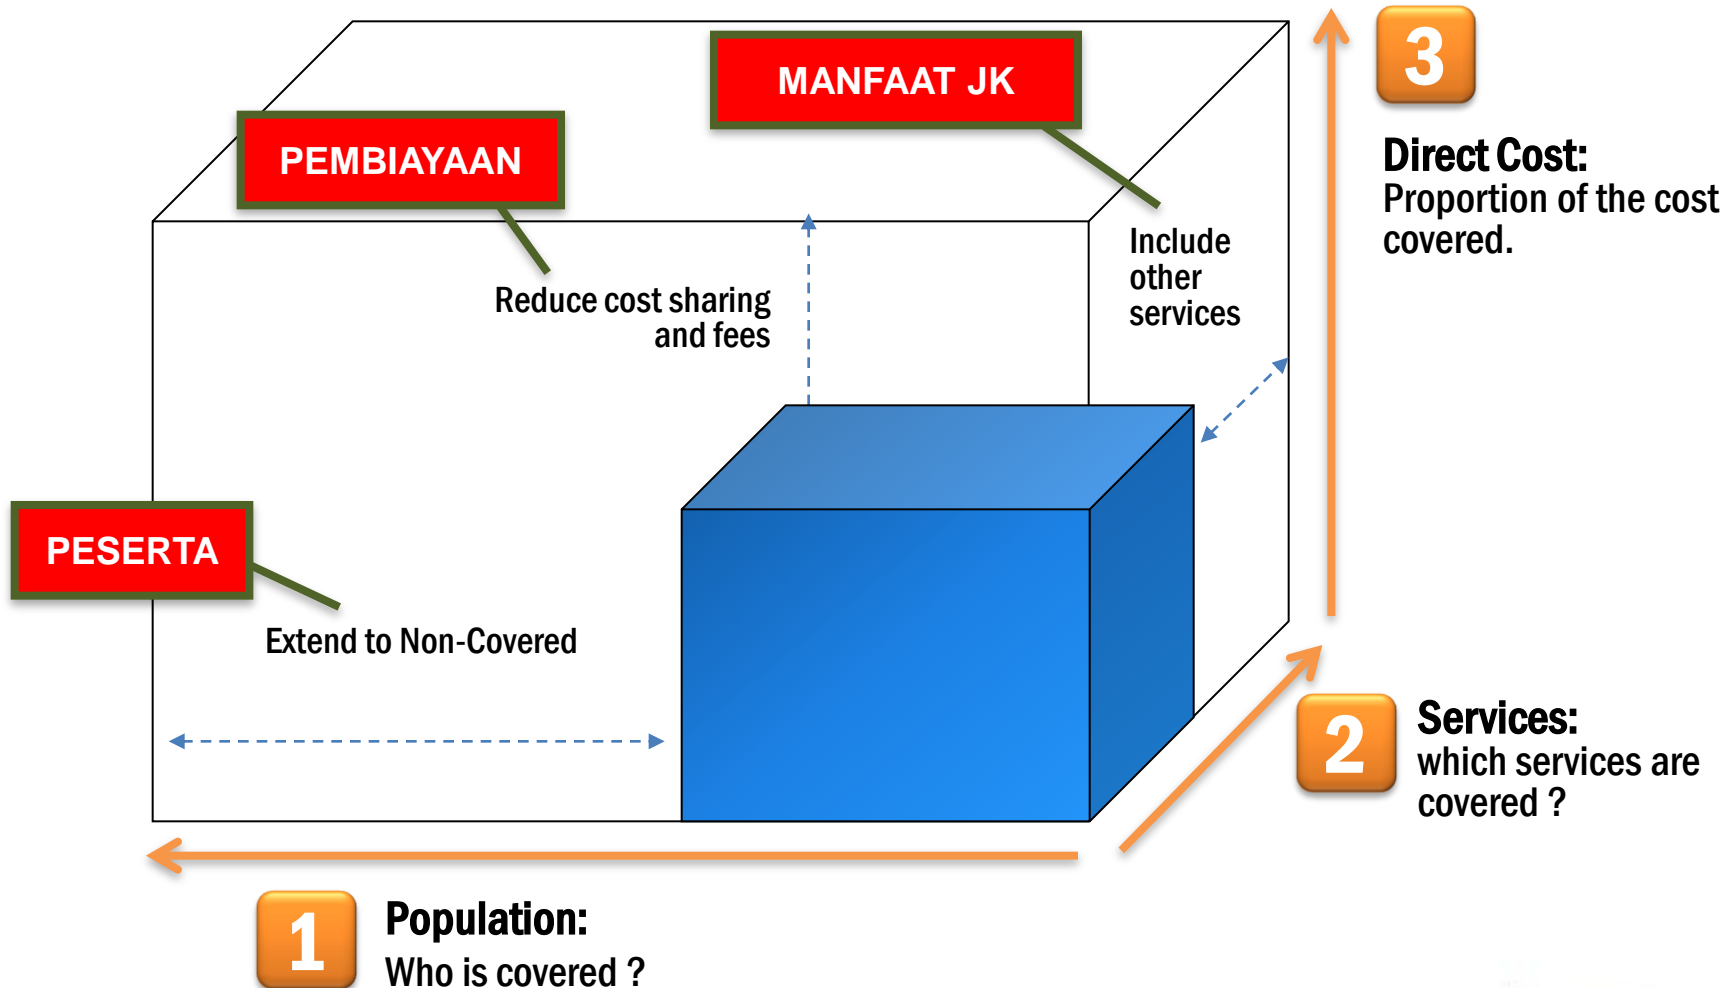 3
MANFAAT JK
PEMBIAYAAN
Direct Cost:
Proportion of the cost
covered.
Include
other
services
Reduce cost sharing
and fees
PESERTA
Extend to Non-Covered
2
Services:
which services are
covered ?
1
Population:
Who is covered ?